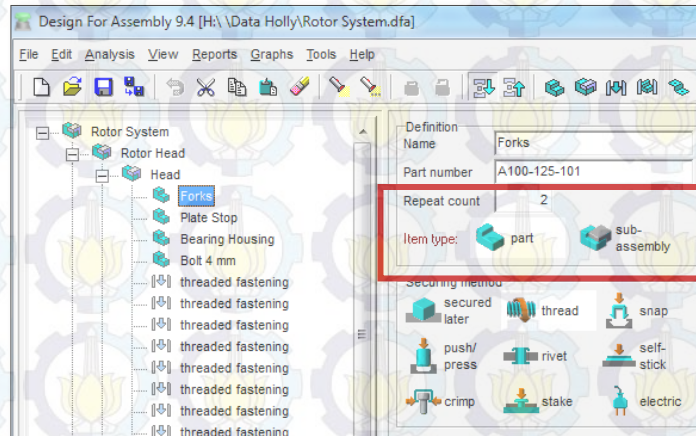 Design For Assembly 9.4 [H:\ \Data Holly\Rotor System.dfa]
File Edit Analysis View Reports Graphs Tools Help
Rotor System
Rotor Head
Head
Forks
Plate Stop
Bearing Housing
Bolt 4 mm
threaded fastening
threaded fastening
threaded fastening
threaded fastening
threaded fastening
threaded fastening
threaded fastening
threaded fastening
Definition
Name Forks
Part number A100-125-101
Repeat count 2
Item type: part sub-
assembly
Securing method
secured
later thread snap
push/
press rivet self-
stick
crimp stake electric